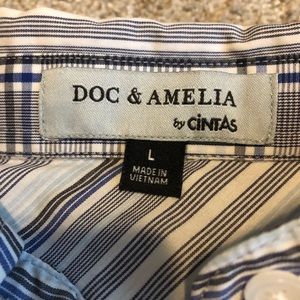 DOC & AMELIA
by CiNTAS
L
MADE IN
VIETNAM